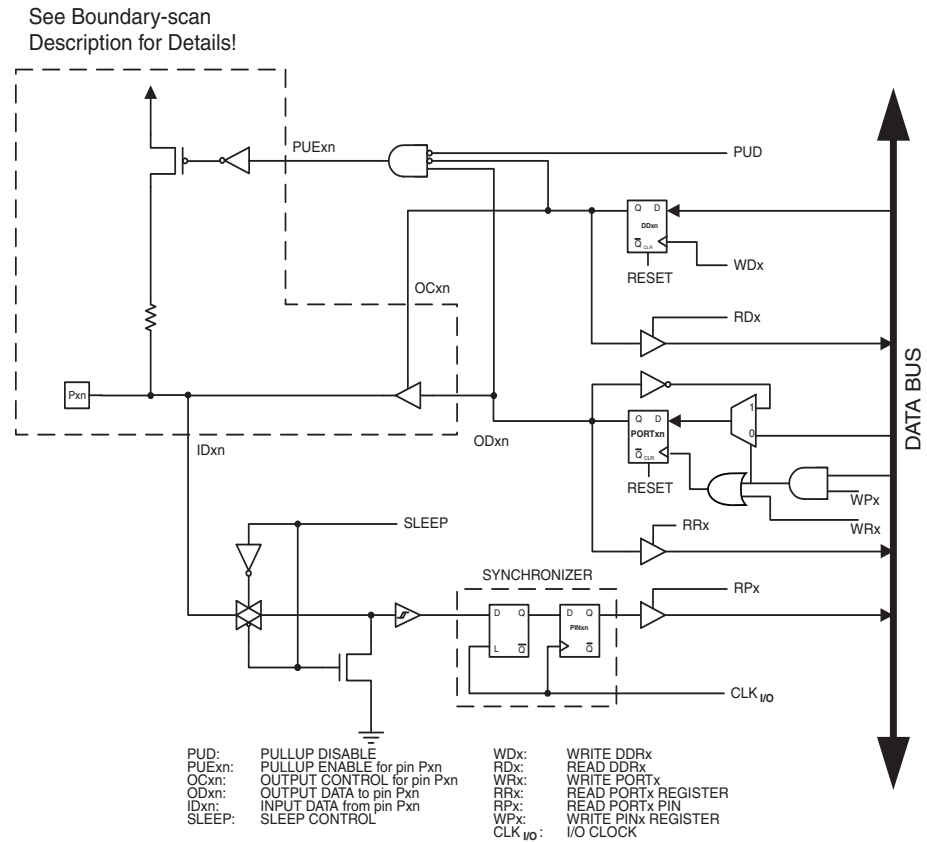 See Boundary-scan
Description for Details!
PUExn
PUD
Q D
DDxn
Q CLR
WDx
RESET
OCxn
RDx
Pxn
Q D
1
PORTxn
0
Q CLR
ODxn
IDxn
RESET
WPx
WRx
SLEEP
RRx
SYNCHRONIZER
RPx
D Q
D Q
PINxn
L Q
Q
CLK I/O
DATA BUS
PUD: PULLUP DISABLE
PUExn: PULLUP ENABLE for pin Pxn
OCxn: OUTPUT CONTROL for pin Pxn
ODxn: OUTPUT DATA to pin Pxn
IDxn: INPUT DATA from pin Pxn
SLEEP: SLEEP CONTROL
WDx: WRITE DDRx
RDx: READ DDRx
WRx: WRITE PORTx
RRx: READ PORTx REGISTER
RPx: READ PORTx PIN
WPx: WRITE PINx REGISTER
CLK I/O: I/O CLOCK